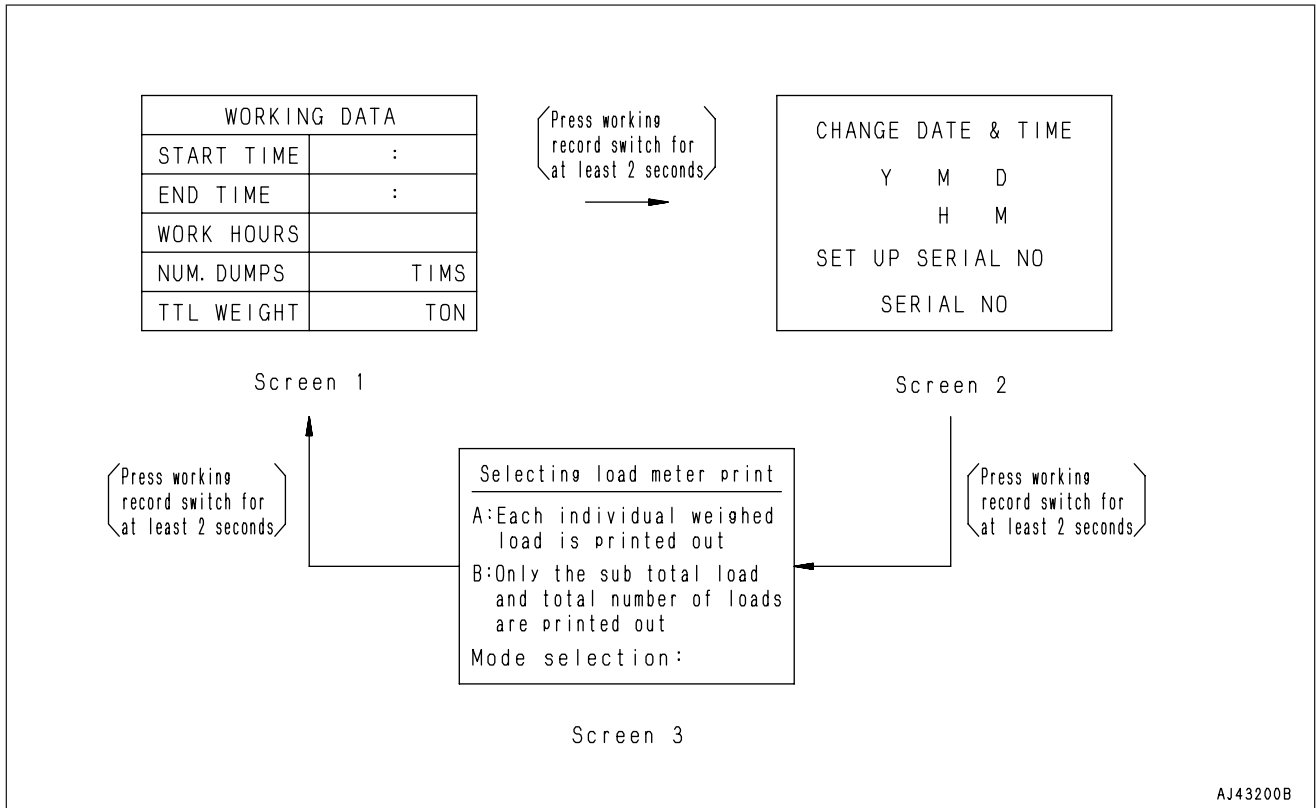 WORKING DATA
START TIME :
END TIME :
WORK HOURS
NUM. DUMPS TIMS
TTL WEIGHT TON
Screen 1
Press working
record switch for
at least 2 seconds
CHANGE DATE & TIME
Y M D
H M
SET UP SERIAL NO
SERIAL NO
Screen 2
Press working
record switch for
at least 2 seconds
Selecting load meter print
A:Each individual weighed
load is printed out
B:Only the sub total load
and total number of loads
are printed out
Mode selection:
Screen 3
Press working
record switch for
at least 2 seconds
AJ43200B